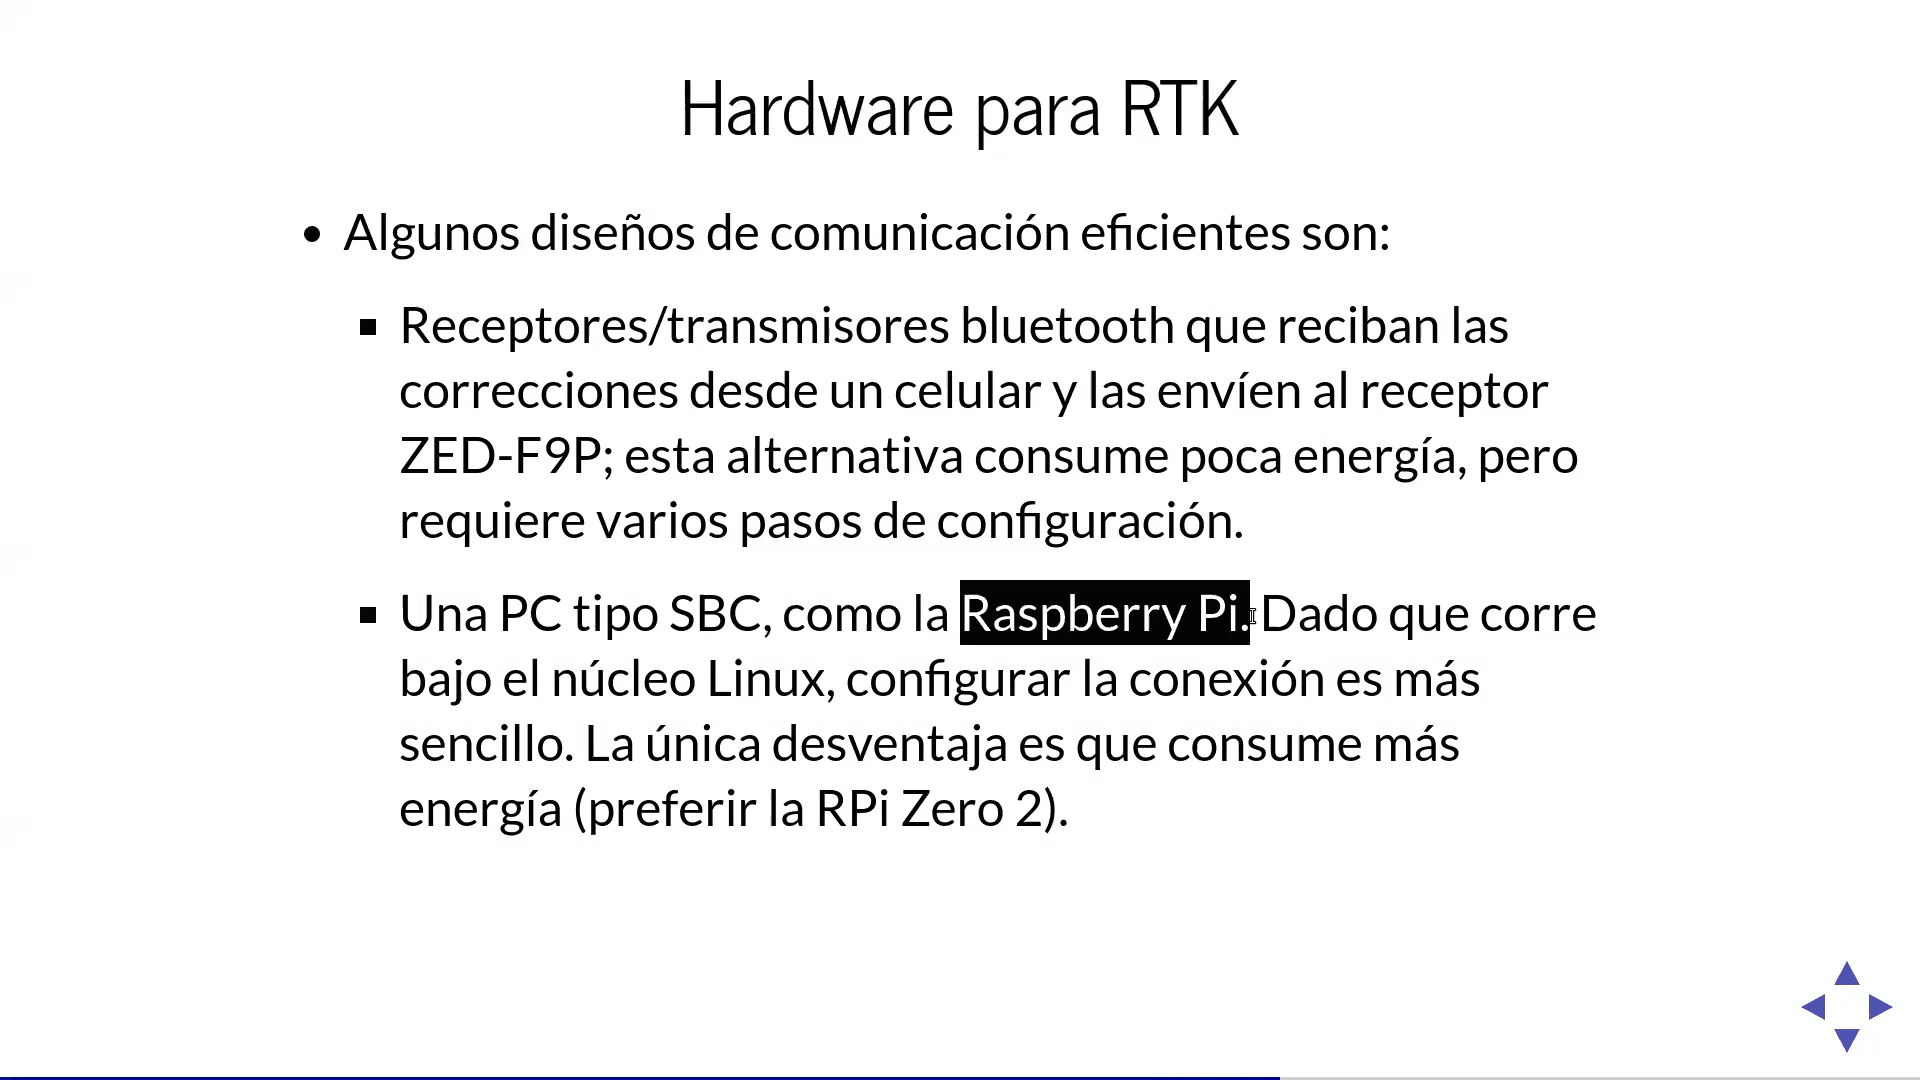 Hardware para RTK
Algunos diseños de comunicación eficientes son:
Receptores/transmisores bluetooth que reciban las
correcciones desde un celular y las envíen al receptor
ZED-F9P; esta alternativa consume poca energía, pero
requiere varios pasos de configuración.
Una PC tipo SBC, como la Raspberry Pi. Dado que corre
bajo el núcleo Linux, configurar la conexión es más
sencillo. La única desventaja es que consume más
energía (preferir la RPi Zero 2).